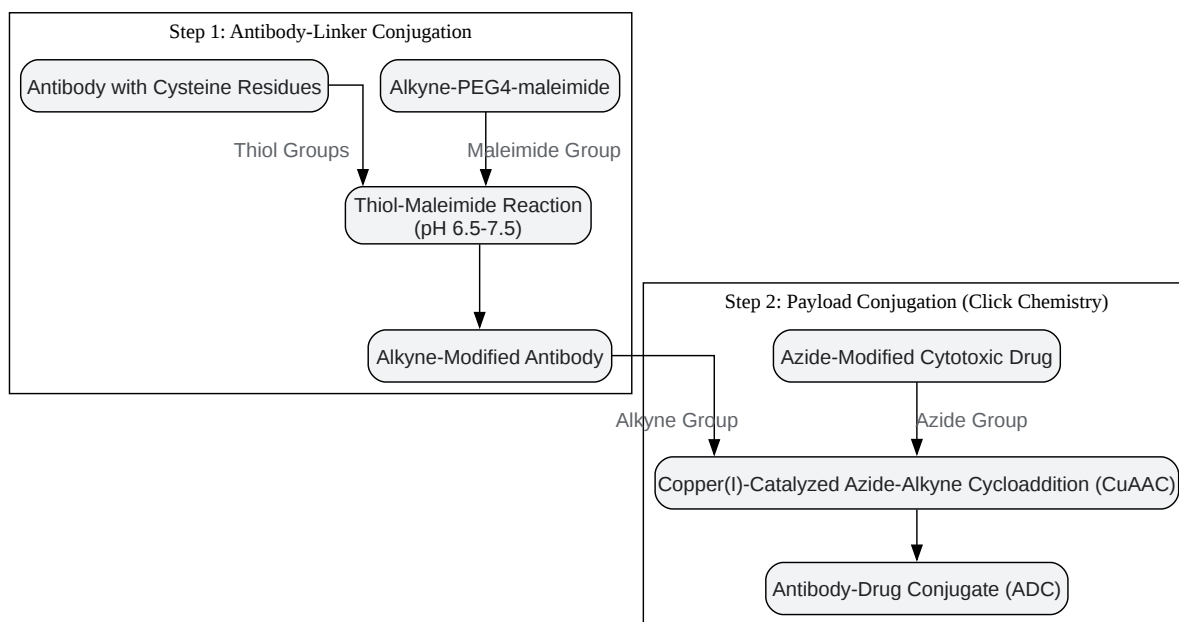 Step 1: Antibody-Linker Conjugation
Antibody with Cysteine Residues
Alkyne-PEG4-maleimide
Thiol Groups
Maleimide Group
Thiol-Maleimide Reaction
(pH 6.5-7.5)
Alkyne-Modified Antibody
Step 2: Payload Conjugation (Click Chemistry)
Azide-Modified Cytotoxic Drug
Alkyne Group
Azide Group
Copper(I)-Catalyzed Azide-Alkyne Cycloaddition (CuAAC)
Antibody-Drug Conjugate (ADC)